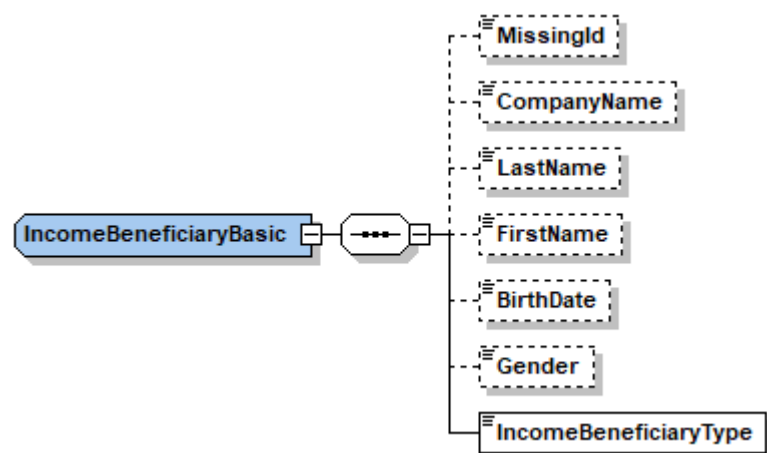 MissingId
CompanyName
LastName
IncomeBeneficiaryBasic
FirstName
BirthDate
Gender
IncomeBeneficiaryType